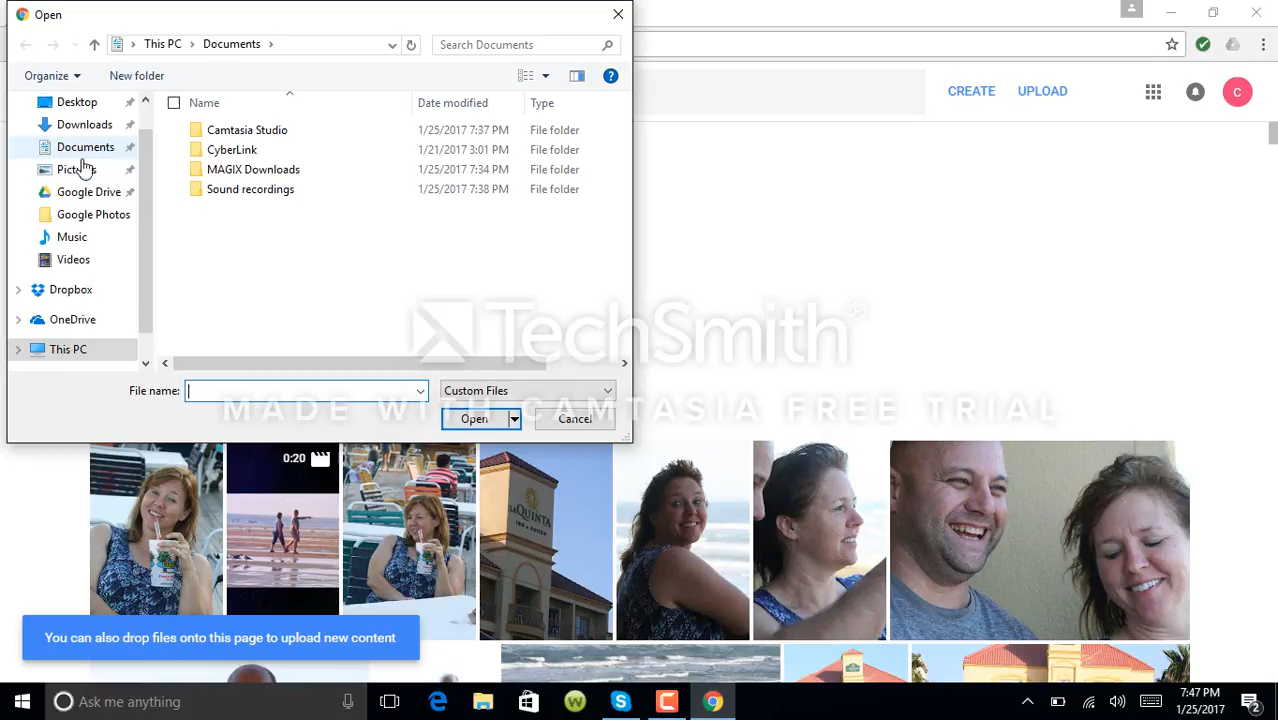 Open
This PC
Documents
Search Documents
Organize
New folder
CREATE
UPLOAD
C
Desktop
Downloads
Documents
Google Drive
Google Photos
Music
Videos
Dropbox
OneDrive
This PC
Name
Date modified
Type
Camtasia Studio 1/25/2017 7:37 PM File folder
CyberLink 1/21/2017 3:01 PM File folder
MAGIX Downloads 1/25/2017 7:34 PM File folder
Sound recordings 1/25/2017 7:38 PM File folder
TechSmith
MADE WITH CAMTASIA FREE TRIAL
File name:
Custom Files
Open
Cancel
0:20
LAQUINTA
INN & SUITES
You can also drop files onto this page to upload new content
Ask me anything
7:47 PM
1/25/2017
2